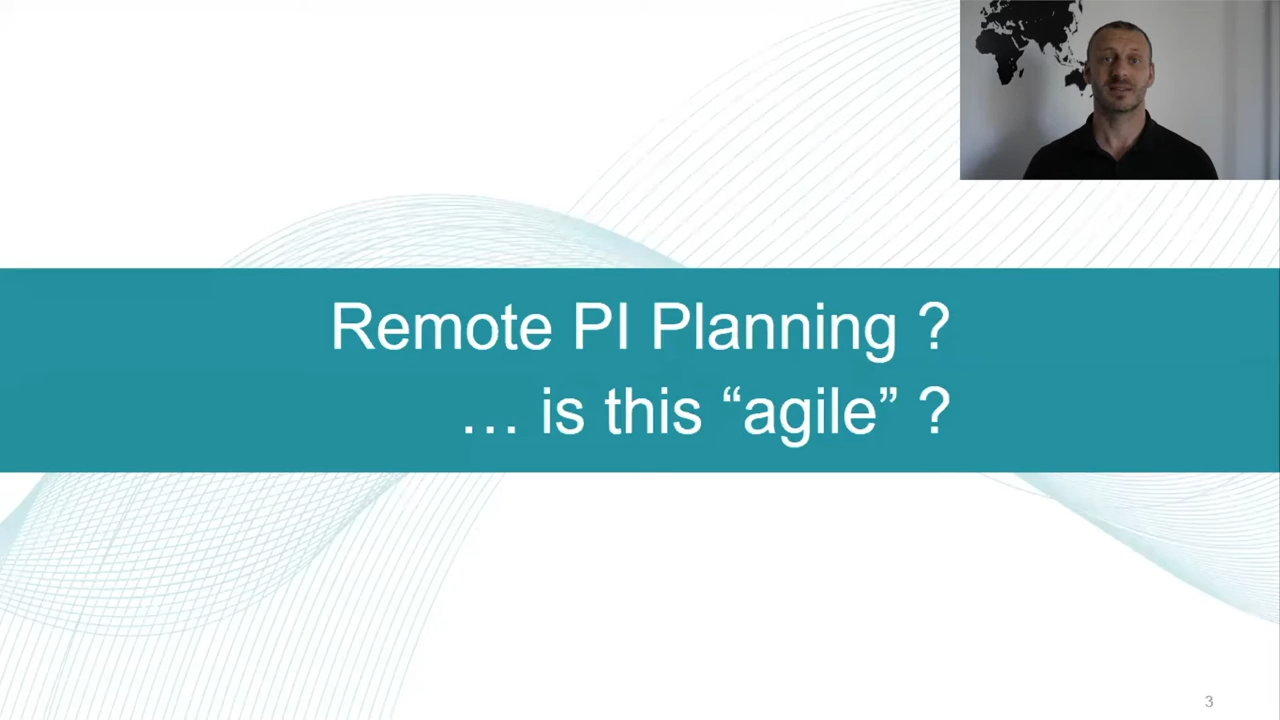 Remote PI Planning ?
… is this “agile” ?
3